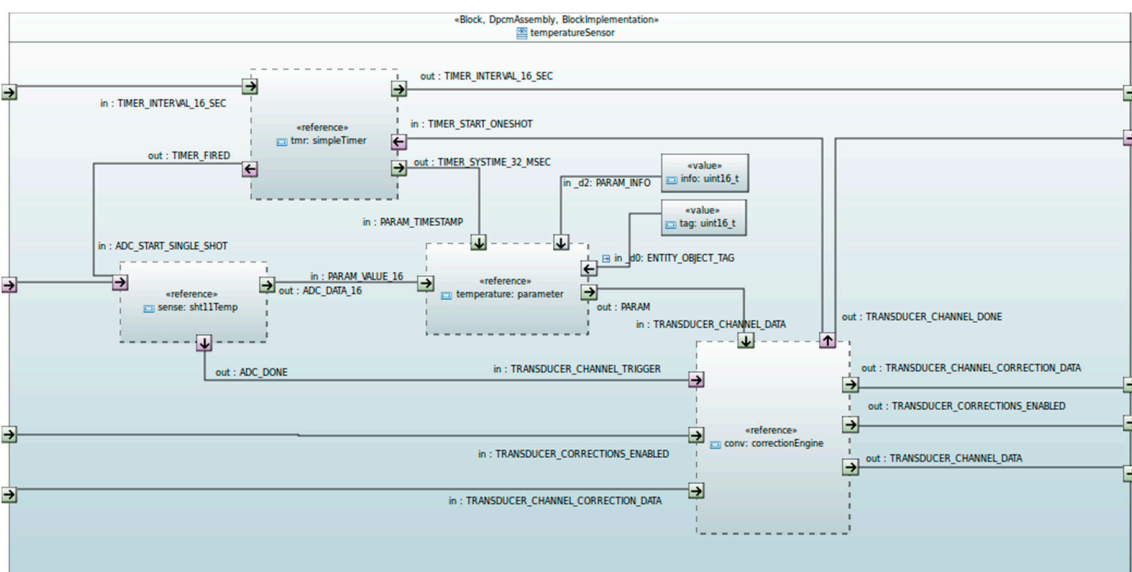 «Block, DpcmAssembly, BlockImplementation»
temperatureSensor
out : TIMER_INTERVAL_16_SEC
in : TIMER_INTERVAL_16_SEC
«reference»
tmr: simpleTimer
in : TIMER_START_ONESHOT
out : TIMER_FIRED
out : TIMER_SYSTIME_32_MSEC
«value»
info: uint16_t
in _d2: PARAM_INFO
«value»
tag: uint16_t
in : PARAM_TIMESTAMP
in : ADC_START_SINGLE_SHOT
in _d0: ENTITY_OBJECT_TAG
in : PARAM_VALUE_16
out : ADC_DATA_16
«reference»
sense: sht11Temp
«reference»
temperature: parameter
out : PARAM
in : TRANSDUCER_CHANNEL_DATA
out : TRANSDUCER_CHANNEL_DONE
out : ADC_DONE
in : TRANSDUCER_CHANNEL_TRIGGER
out : TRANSDUCER_CHANNEL_CORRECTION_DATA
out : TRANSDUCER_CORRECTIONS_ENABLED
«reference»
conv: correctionEngine
in : TRANSDUCER_CORRECTIONS_ENABLED
out : TRANSDUCER_CHANNEL_DATA
in : TRANSDUCER_CHANNEL_CORRECTION_DATA